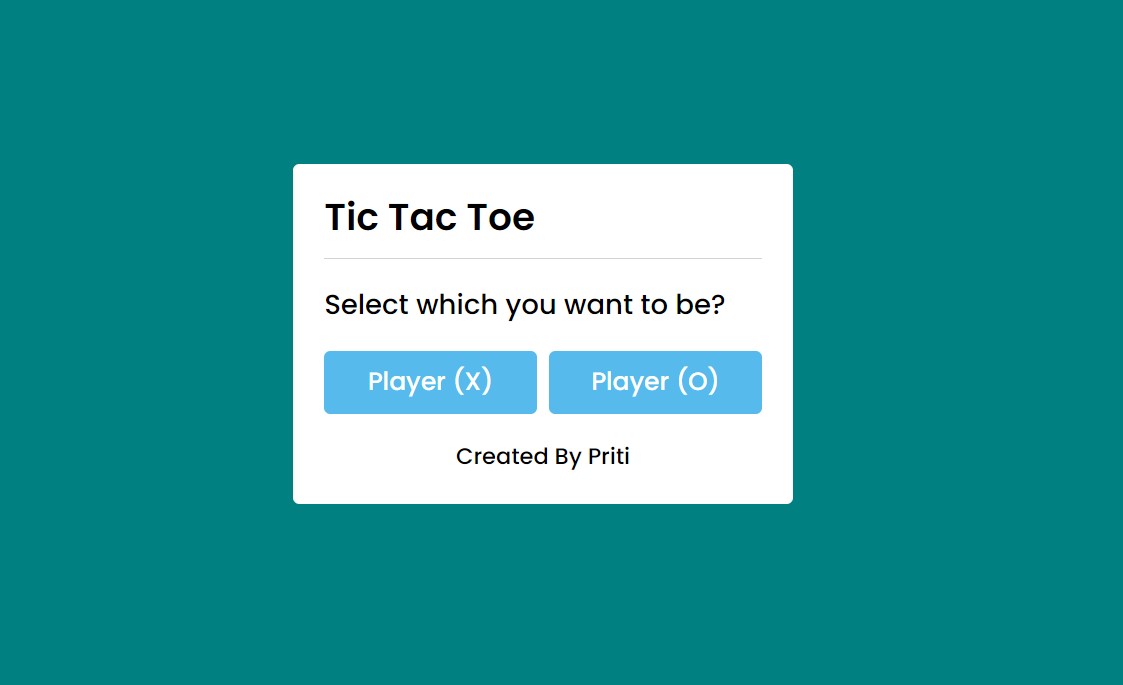 Tic Tac Toe
Select which you want to be?
Player (X) Player (O)
Created By Priti